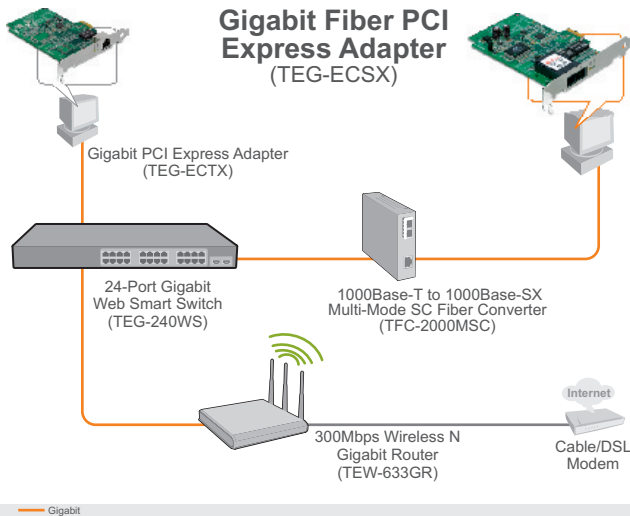 Gigabit Fiber PCI
Express Adapter
(TEG-ECSX)
Gigabit PCI Express Adapter
(TEG-ECTX)
24-Port Gigabit
Web Smart Switch
(TEG-240WS)
1000Base-T to 1000Base-SX
Multi-Mode SC Fiber Converter
(TFC-2000MSC)
Internet
300Mbps Wireless N
Gigabit Router
(TEW-633GR)
Cable/DSL
Modem
Gigabit